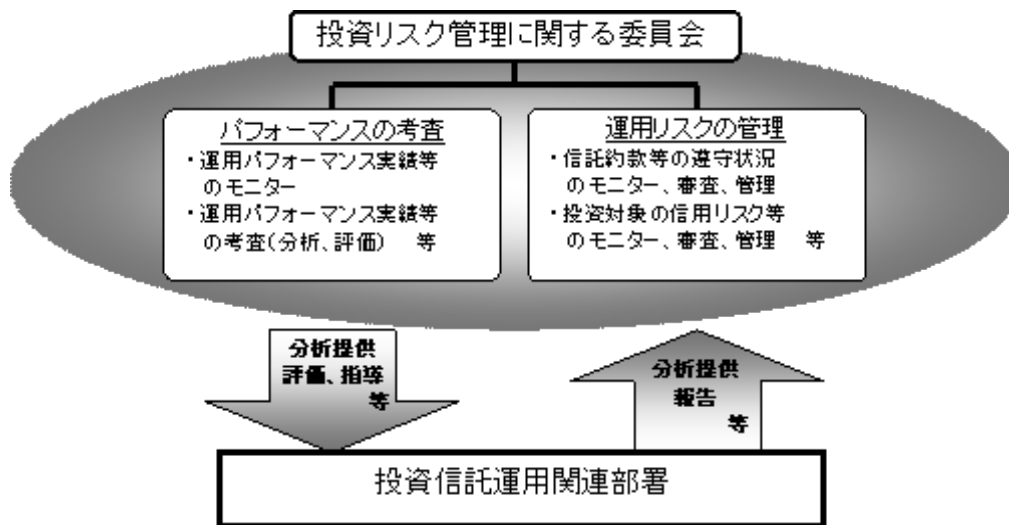 投資リスク管理に関する委員会
パフォーマンスの考査
・運用パフォーマンス実績等
のモニター
・運用パフォーマンス実績等
の考査(分析、評価) 等
運用リスクの管理
・信託約款等の遵守状況
のモニター、審査、管理
・投資対象の信用リスク等
のモニター、審査、管理 等
分析提供
評価、指導
等
分析提供
報告
等
投資信託運用関連部署